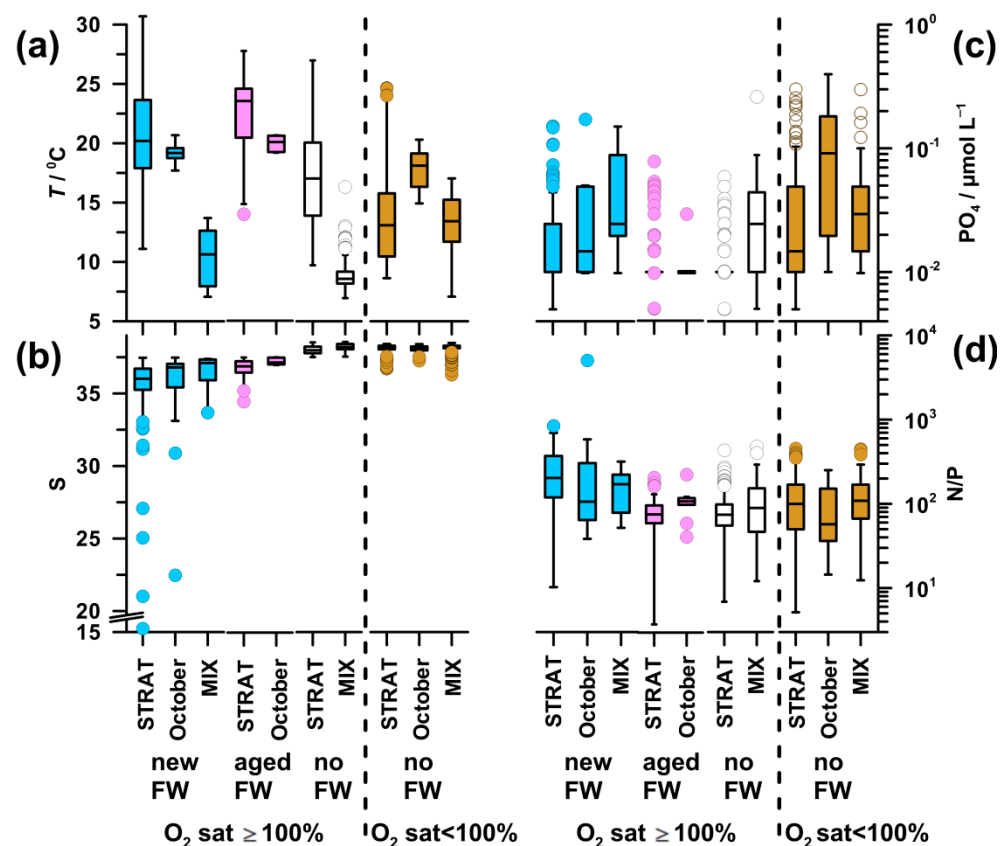 (a)
30
25
20
15
10
5
T / ⁰C
(c)
10⁰
10⁻¹
10⁻²
PO₄ / µmol L⁻¹
(b)
35
30
25
20
15
S
(d)
10⁴
10³
10²
10¹
N/P
STRAT October MIX STRAT October STRAT MIX STRAT October MIX STRAT October MIX STRAT October STRAT MIX STRAT October MIX
new aged no no new aged no no
FW FW FW FW FW FW FW FW
O₂ sat ≥ 100% O₂ sat<100% O₂ sat ≥ 100% O₂ sat<100%